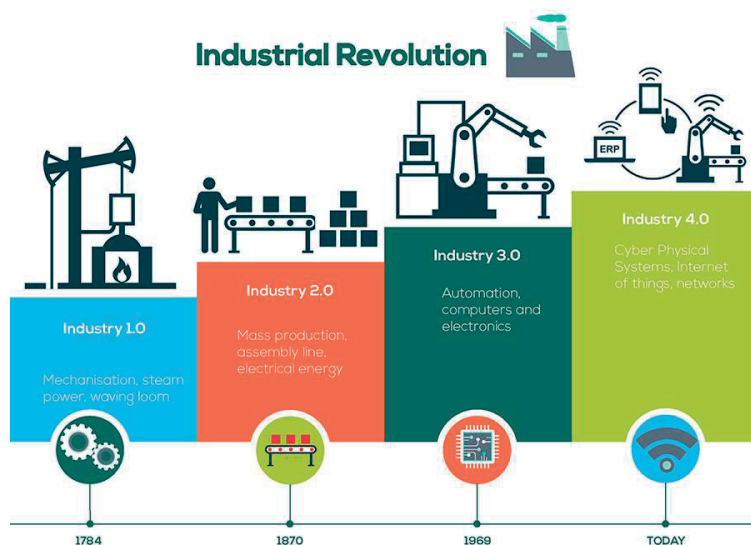 Industrial Revolution
ERP
Industry 1.0
Mechanisation, steam
power, waving loom
Industry 2.0
Mass production,
assembly line,
electrical energy
Industry 3.0
Automation,
computers and
electronics
Industry 4.0
Cyber Physical
Systems, Internet
of things, networks
1784
1870
1969
TODAY